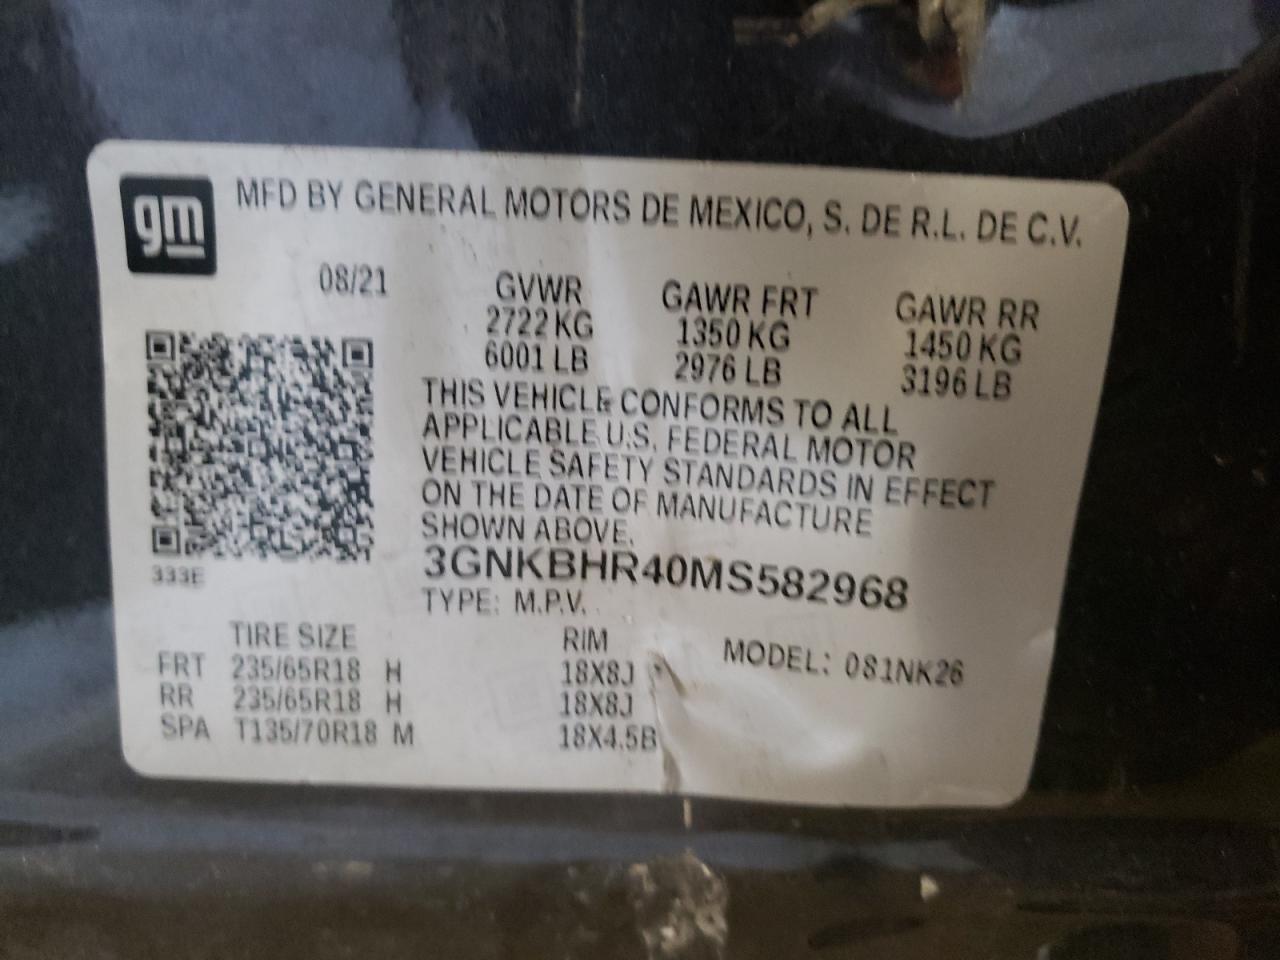 gm
MFD BY GENERAL MOTORS DE MEXICO, S. DE R.L. DE C.V.
08/21 GVWR GAWR FRT GAWR RR
2722 KG 1350 KG 1450 KG
6001 LB 2976 LB 3196 LB
THIS VEHICLE CONFORMS TO ALL
APPLICABLE U.S. FEDERAL MOTOR
VEHICLE SAFETY STANDARDS IN EFFECT
ON THE DATE OF MANUFACTURE
SHOWN ABOVE.
333E
3GNKBHR40MS582968
TYPE: M.P.V.
TIRE SIZE RIM MODEL: 081NK26
FRT 235/65R18 H 18X8J
RR 235/65R18 H 18X8J
SPA T135/70R18 M 18X4.5B